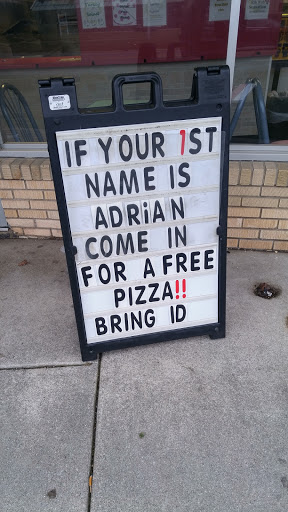 IF YOUR 1ST
NAME IS
ADRiAN
COME IN
FOR A FREE
PIZZA!!
BRING ID